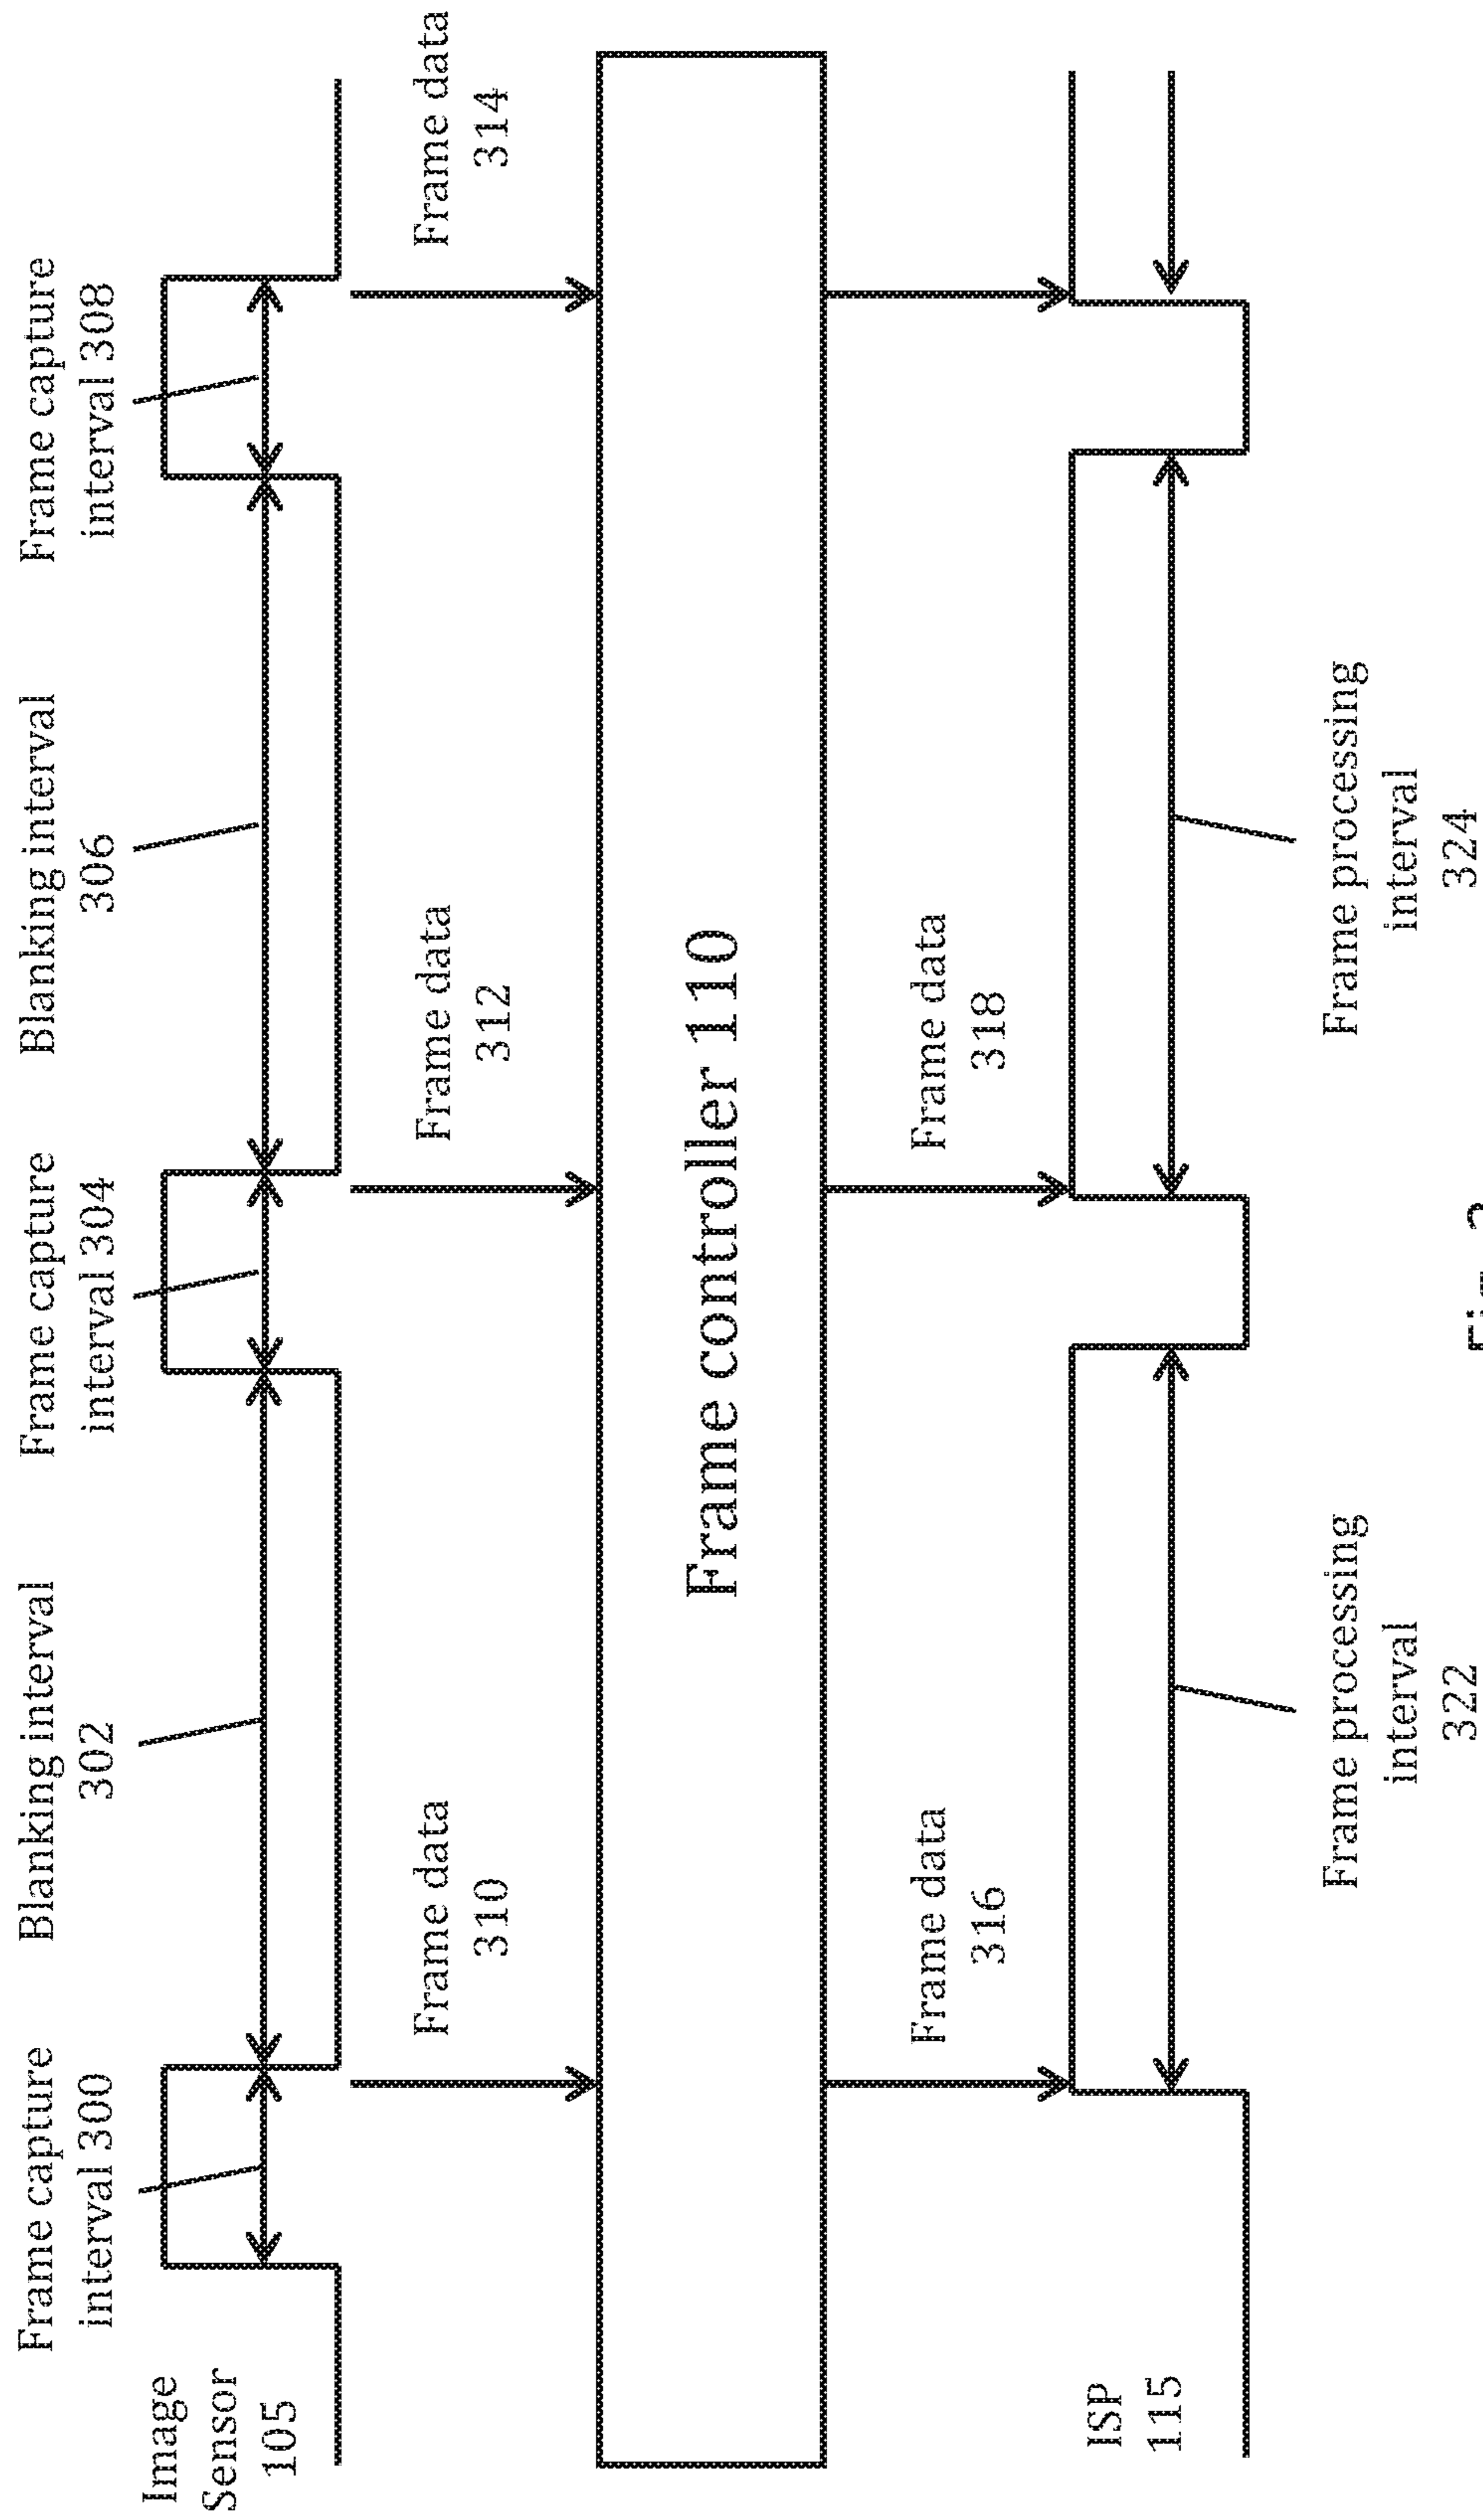 Frame capture
interval 300
Blanking interval
302
Frame capture
interval 304
Blanking interval
306
Frame capture
interval 308
Image
Sensor
105
Frame data
310
Frame data
312
Frame data
314
Frame controller 110
Frame data
316
Frame data
318
ISP
115
Frame processing
interval
322
Frame processing
interval
324